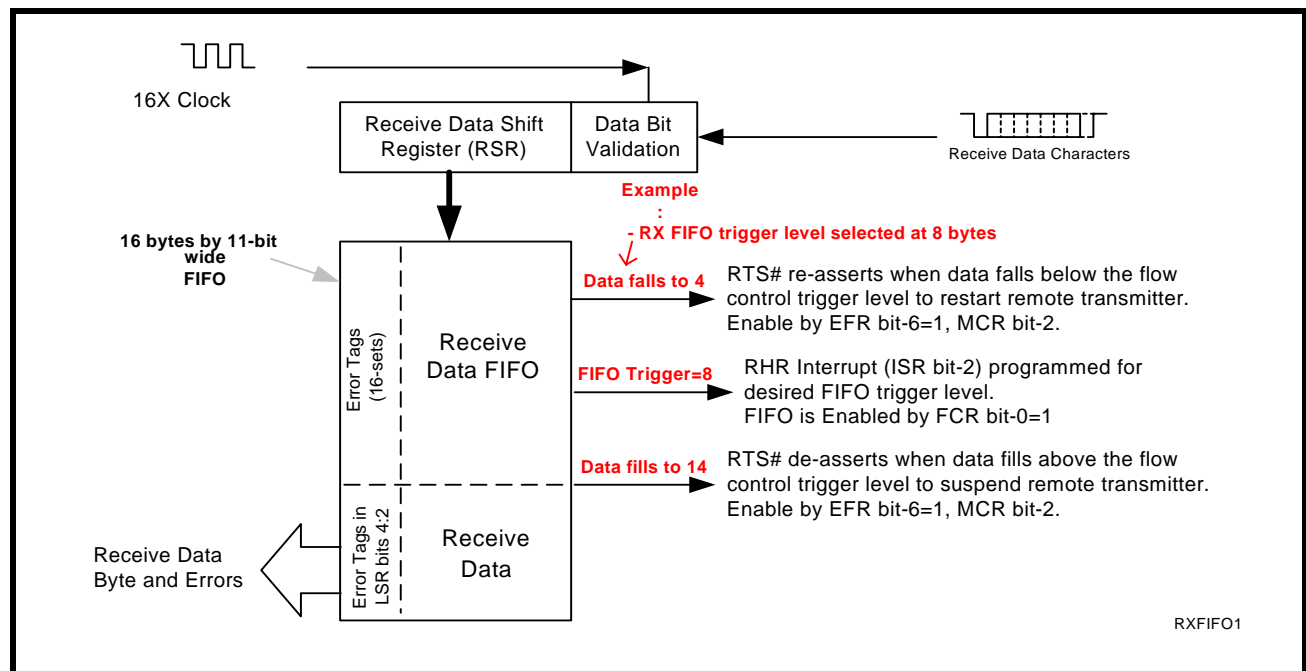 16X Clock
Receive Data Shift
Register (RSR)
Data Bit
Validation
Receive Data Characters
Example
:
- RX FIFO trigger level selected at 8 bytes
16 bytes by 11-bit
wide
FIFO
Error Tags
(16-sets)
Receive
Data FIFO
Data falls to 4
RTS# re-asserts when data falls below the flow
control trigger level to restart remote transmitter.
Enable by EFR bit-6=1, MCR bit-2.
FIFO Trigger=8
RHR Interrupt (ISR bit-2) programmed for
desired FIFO trigger level.
FIFO is Enabled by FCR bit-0=1
Data fills to 14
RTS# de-asserts when data fills above the flow
control trigger level to suspend remote transmitter.
Enable by EFR bit-6=1, MCR bit-2.
Error Tags in
LSR bits 4:2
Receive
Data
Receive Data
Byte and Errors
RXFIFO1